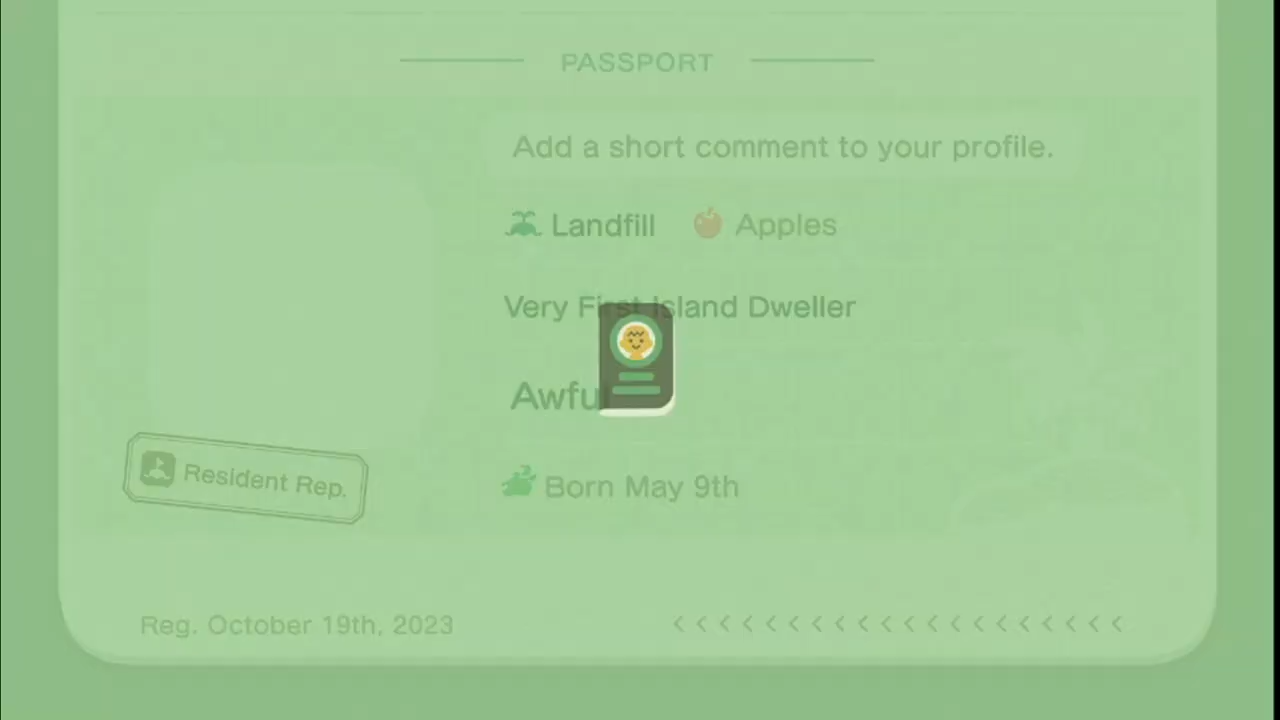 PASSPORT
Add a short comment to your profile.
Landfill Apples
Very First Island Dweller
Awfu
Resident Rep.
Born May 9th
Reg. October 19th, 2023 < < < < < < < < < < < < < < < < < < < <